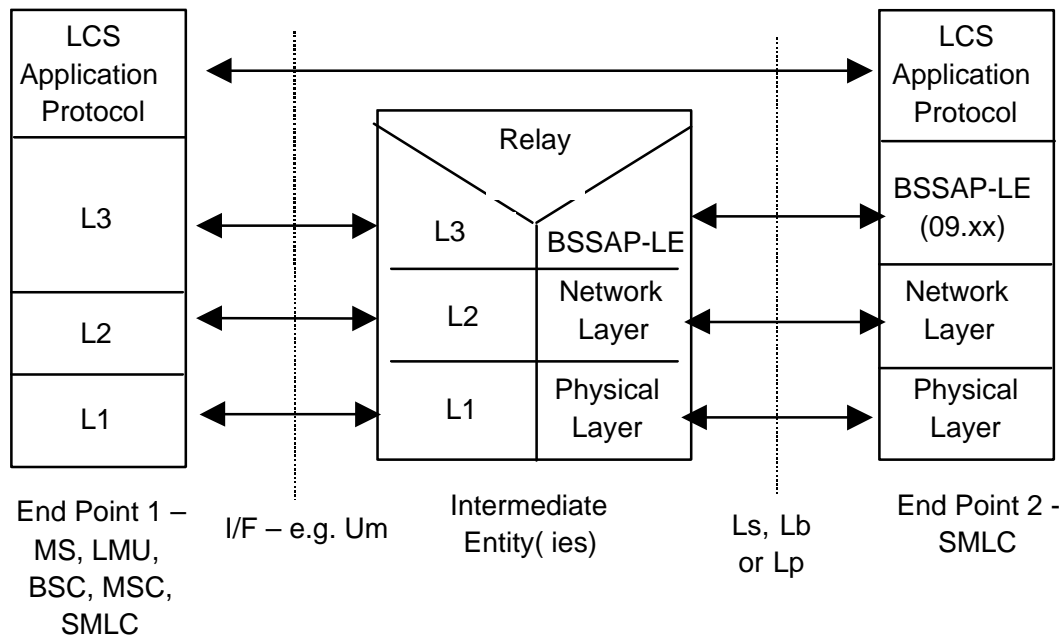 LCS
Application
Protocol
L3
L2
L1
End Point 1 –
MS, LMU,
BSC, MSC,
SMLC
I/F – e.g. Um
Relay
L3
BSSAP-LE
L2
Network
Layer
L1
Physical
Layer
Intermediate
Entity( ies)
Ls, Lb
or Lp
LCS
Application
Protocol
BSSAP-LE
(09.xx)
Network
Layer
Physical
Layer
End Point 2 -
SMLC